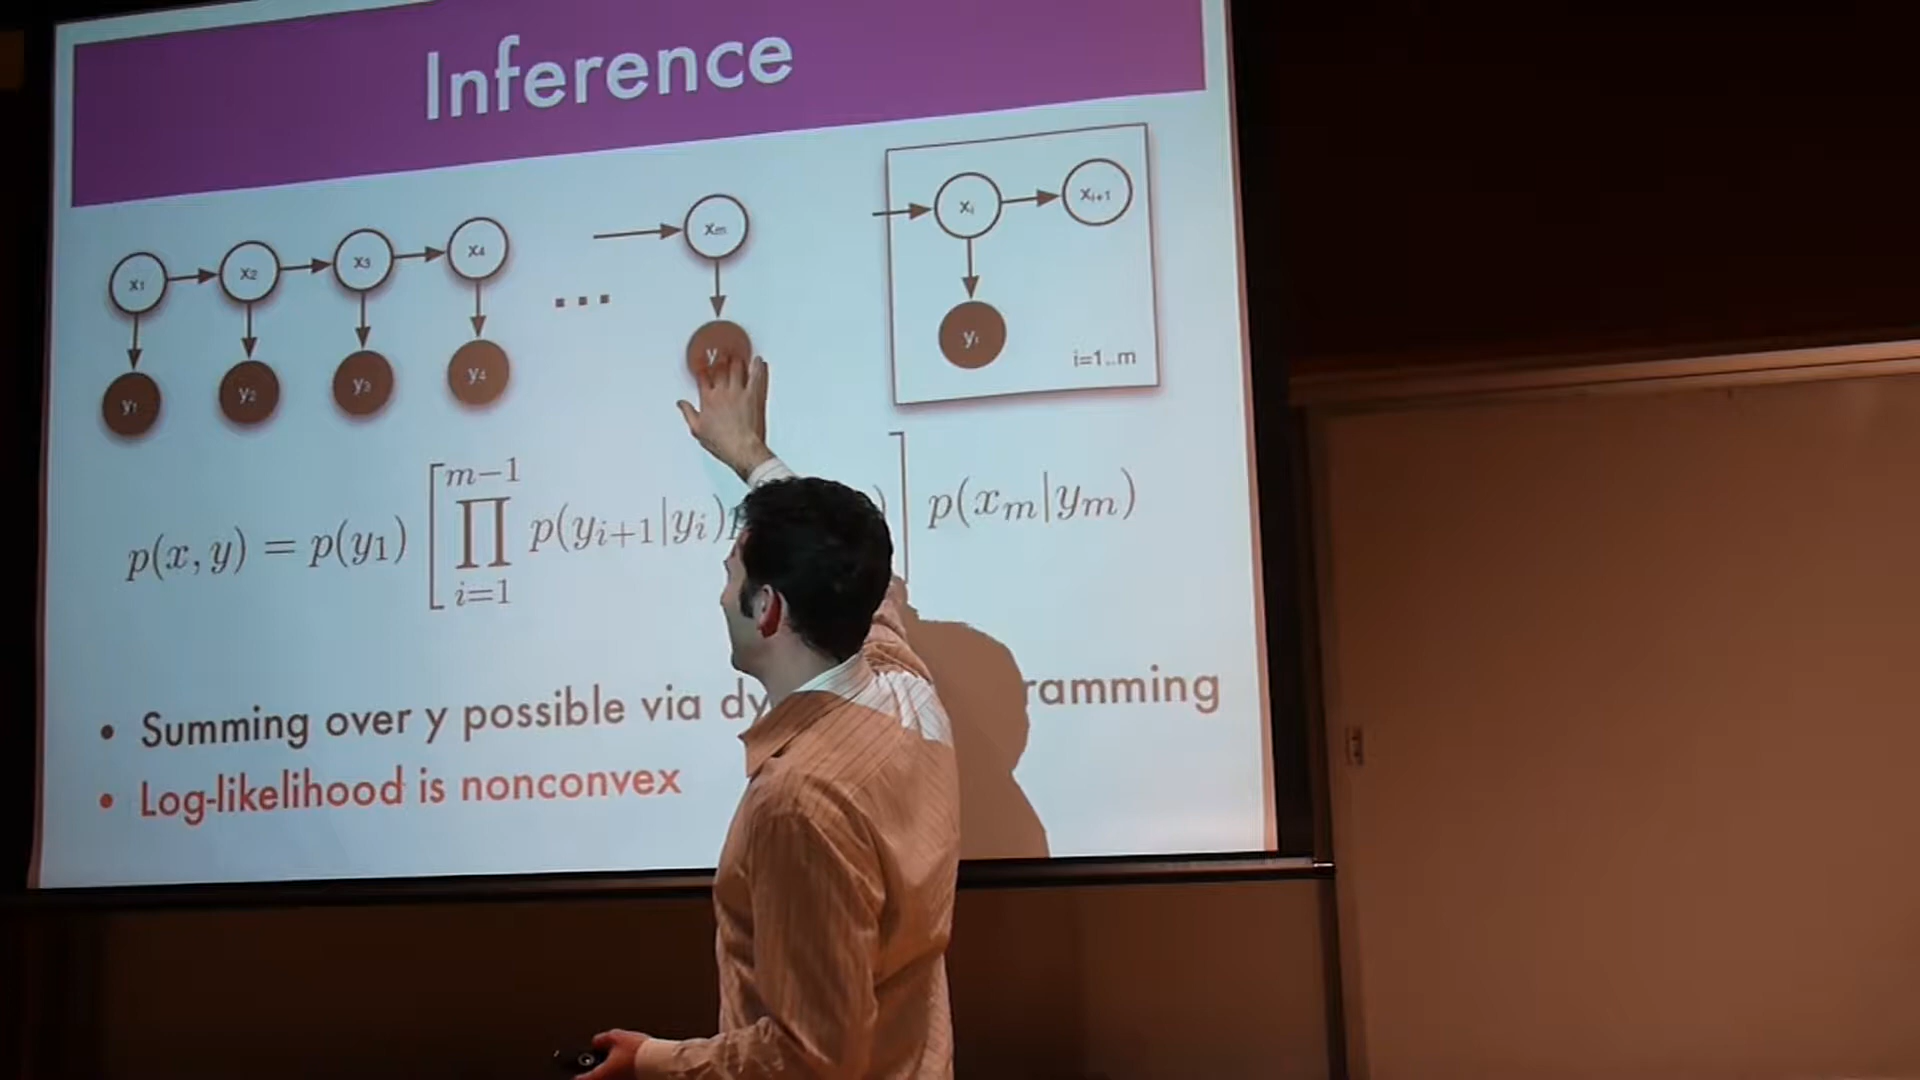 Inference
x₁ x₂ x₃ x₄ ... xₘ
y₁ y₂ y₃ y₄ y
xᵢ xᵢ₊₁
yᵢ
i=1..m
p(x, y) = p(y₁) [ ∏_{i=1}^{m−1} p(yᵢ₊₁|yᵢ)p ) ] p(xₘ|yₘ)
• Summing over y possible via dy ramming
• Log-likelihood is nonconvex